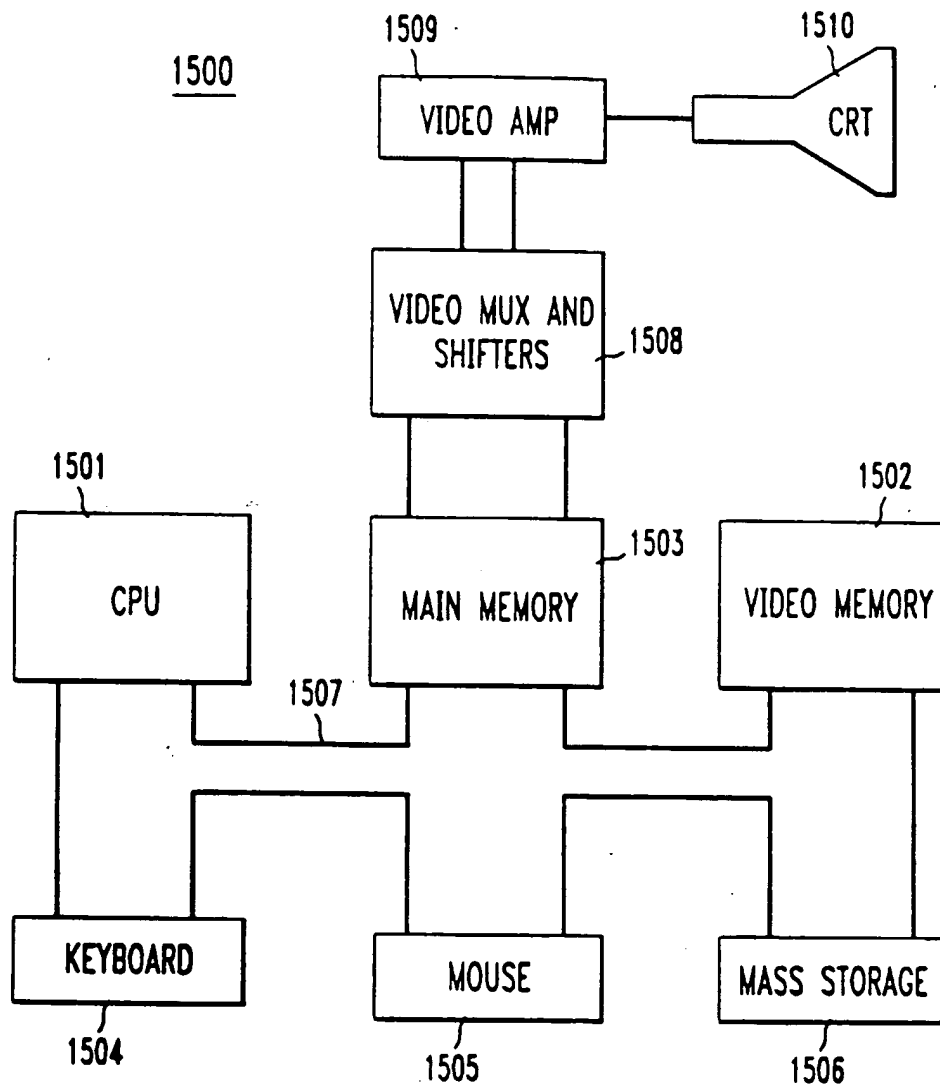 1500
1509
1510
VIDEO AMP
CRT
VIDEO MUX AND
SHIFTERS
1508
1501
1502
1503
CPU
MAIN MEMORY
VIDEO MEMORY
1507
KEYBOARD
MOUSE
MASS STORAGE
1504
1505
1506